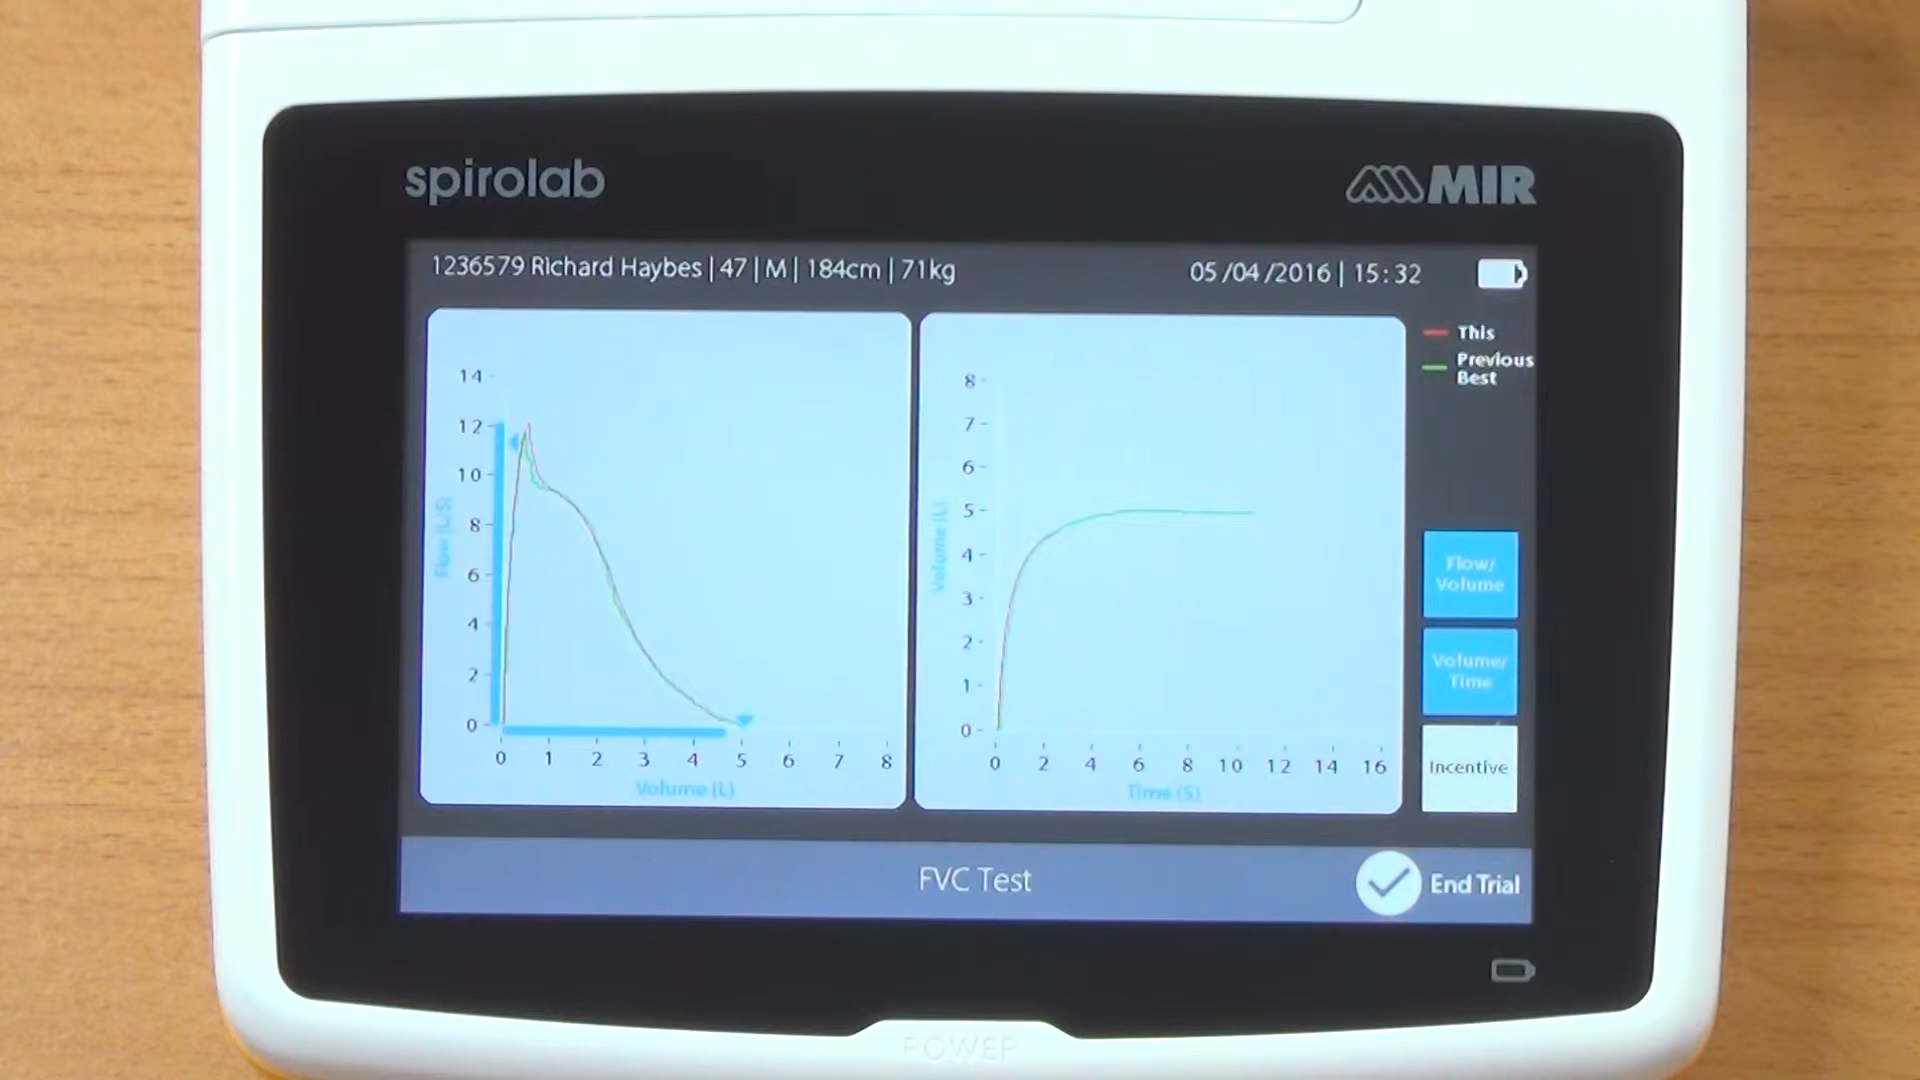 spirolab
MIR
1236579 Richard Haybes | 47 | M | 184cm | 71kg
05/04/2016 | 15:32
This
Previous
Best
14
12
10
8
6
4
2
0
Flow (L/S)
0 1 2 3 4 5 6 7 8
Volume (L)
8
7
6
5
4
3
2
1
0
Volume (L)
0 2 4 6 8 10 12 14 16
Time (S)
Flow/
Volume
Volume/
Time
Incentive
FVC Test
End Trial
POWER